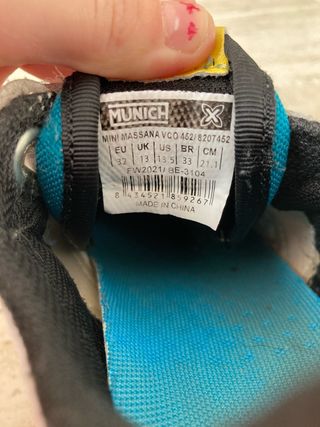 MUNICH
MINI MASSANA VCO 452/8207452
EU UK US BR CM
32 13 13.5 33 21.1
FW2021/ BE-3104
8 434521 859267
MADE IN CHINA